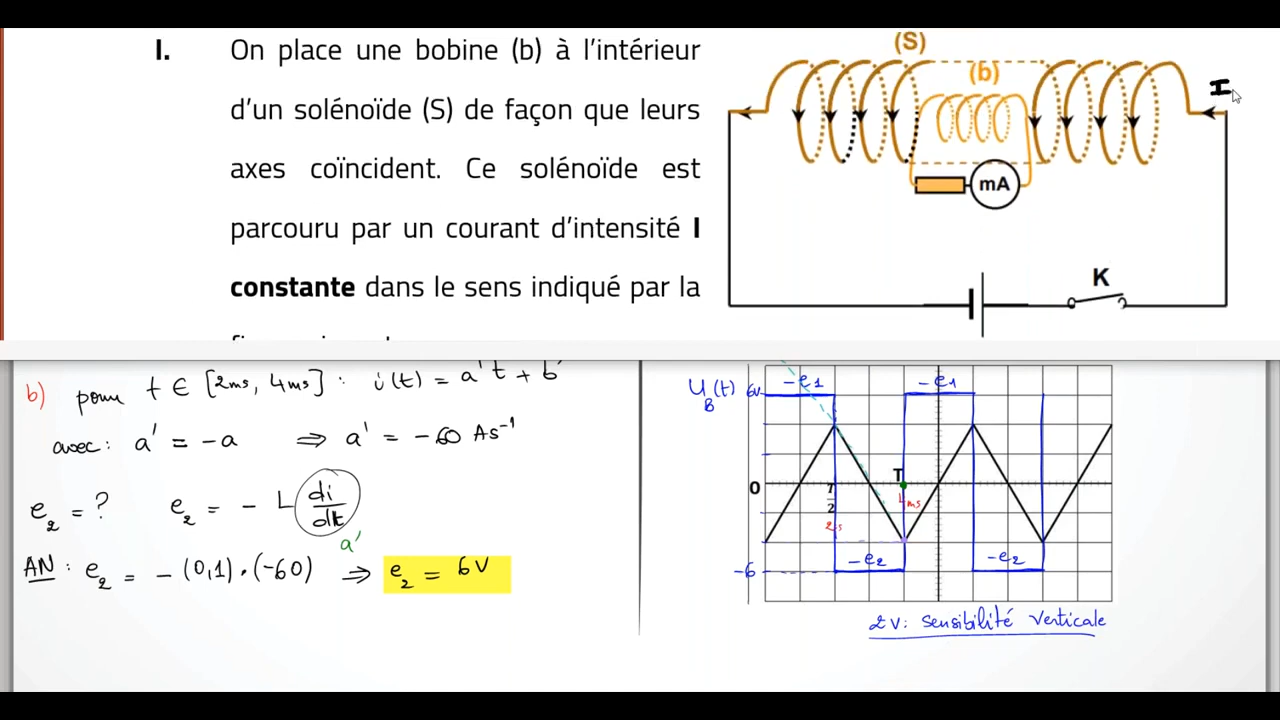 I. On place une bobine (b) à l'intérieur
d'un solénoïde (S) de façon que leurs
axes coïncident. Ce solénoïde est
parcouru par un courant d'intensité I
constante dans le sens indiqué par la
(S)
(b)
I
mA
K
b) pour t ∈ [2ms, 4ms] : i(t) = a't + b'
avec : a' = -a ⇒ a' = -60 As⁻¹
e₂ = ? e₂ = - L di/dt
a'
AN : e₂ = - (0,1) . (-60) ⇒ e₂ = 6V
U_B(t) 6V
-e1
-e1
0
T
T/2
4ms
2s
-e2
-e2
-6
2V : Sensibilité verticale